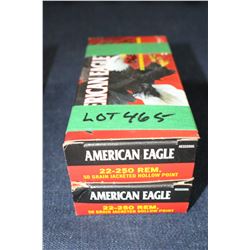 RICAN EAGLE
LOT 465
AMERICAN EAGLE
22-250 REM.
50 GRAIN JACKETED HOLLOW POINT
AMERICAN EAGLE
22-250 REM.
50 GRAIN JACKETED HOLLOW POINT